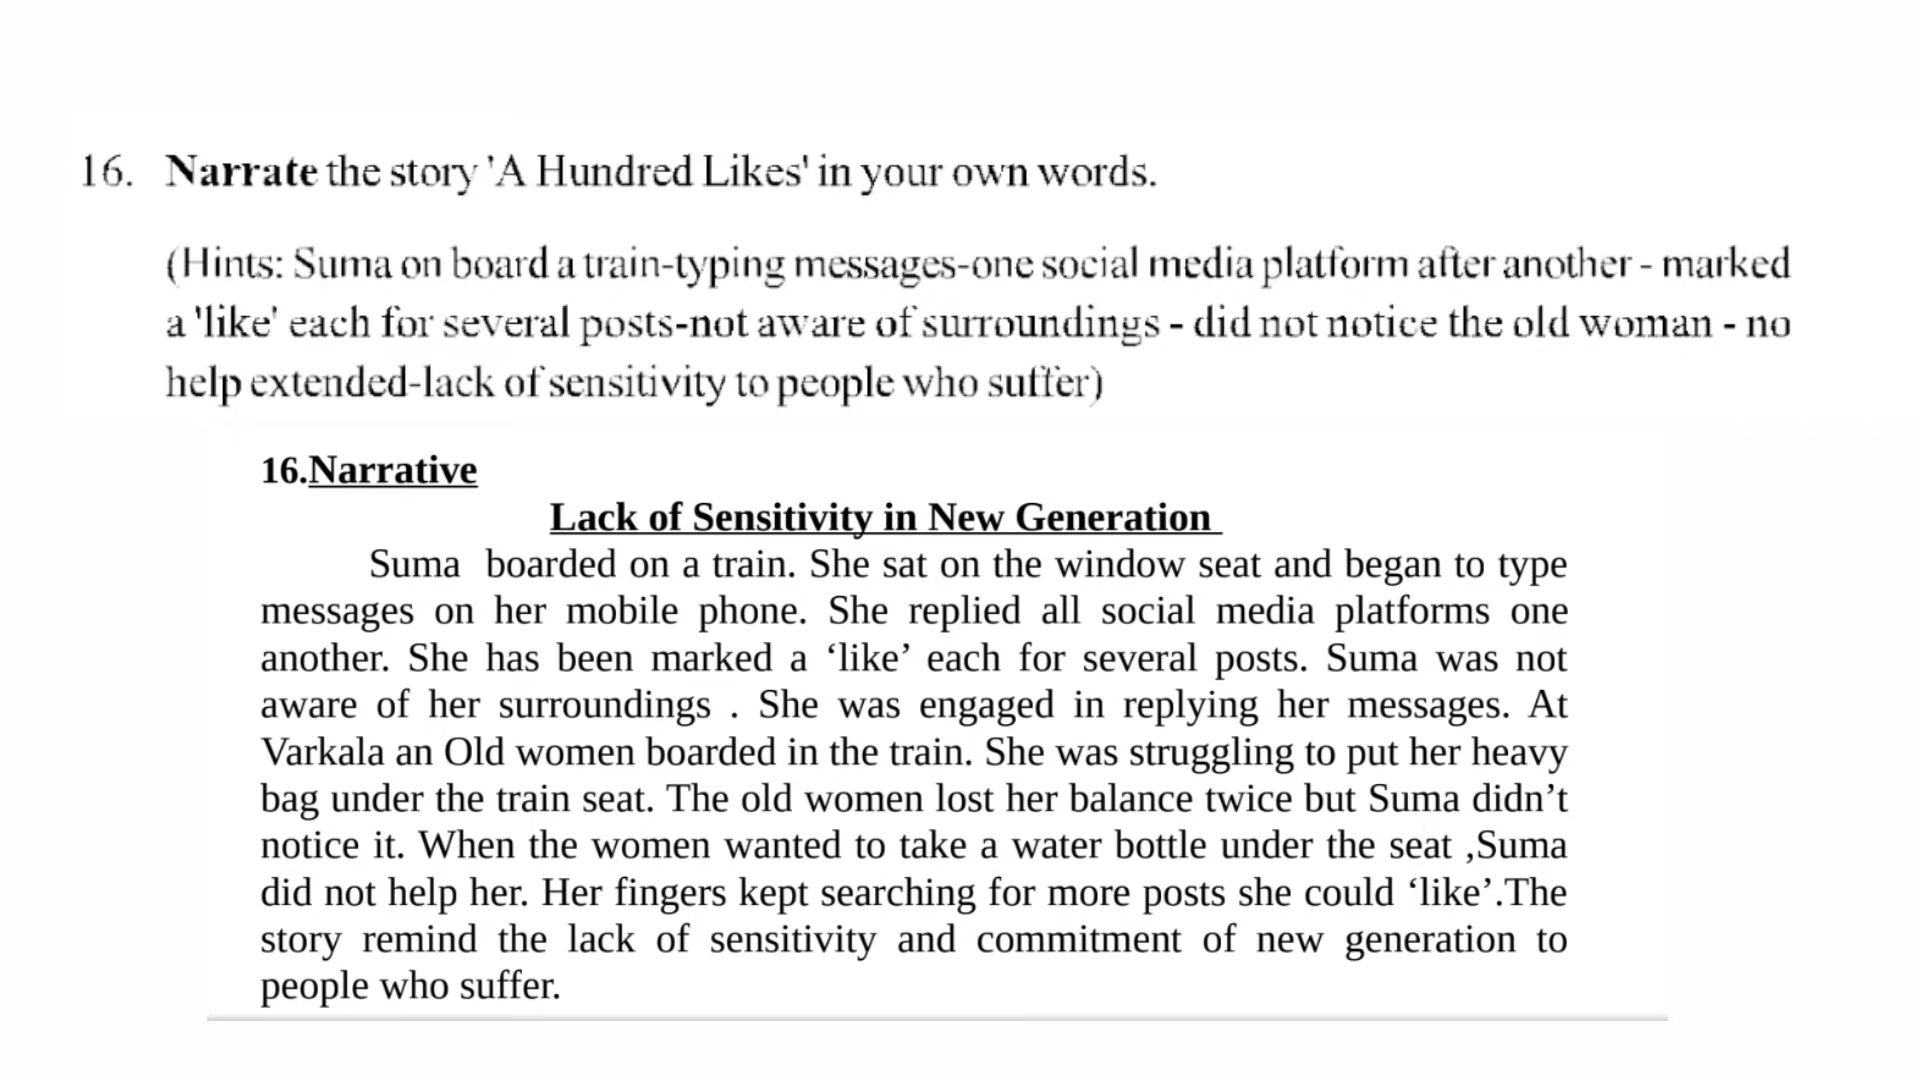 16. Narrate the story 'A Hundred Likes' in your own words.
(Hints: Suma on board a train-typing messages-one social media platform after another - marked
a 'like' each for several posts-not aware of surroundings - did not notice the old woman - no
help extended-lack of sensitivity to people who suffer)
16.Narrative
Lack of Sensitivity in New Generation
Suma boarded on a train. She sat on the window seat and began to type
messages on her mobile phone. She replied all social media platforms one
another. She has been marked a ‘like’ each for several posts. Suma was not
aware of her surroundings . She was engaged in replying her messages. At
Varkala an Old women boarded in the train. She was struggling to put her heavy
bag under the train seat. The old women lost her balance twice but Suma didn’t
notice it. When the women wanted to take a water bottle under the seat ,Suma
did not help her. Her fingers kept searching for more posts she could ‘like’.The
story remind the lack of sensitivity and commitment of new generation to
people who suffer.